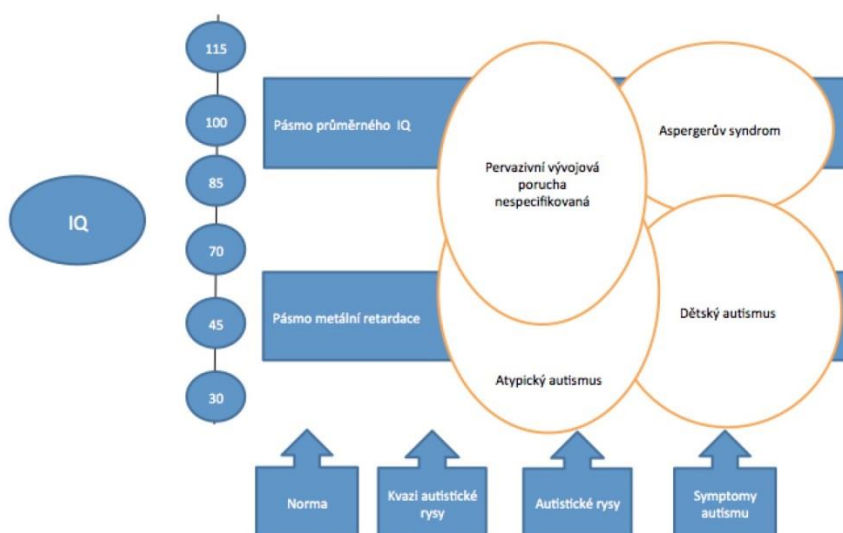 115
100
85
70
45
30
IQ
Pásmo průměrného IQ
Pásmo metální retardace
Pervazivní vývojová
porucha
nespecifikovaná
Aspergerův syndrom
Dětský autismus
Atypický autismus
Norma
Kvazi autistické
rysy
Autistické rysy
Symptomy
autismu